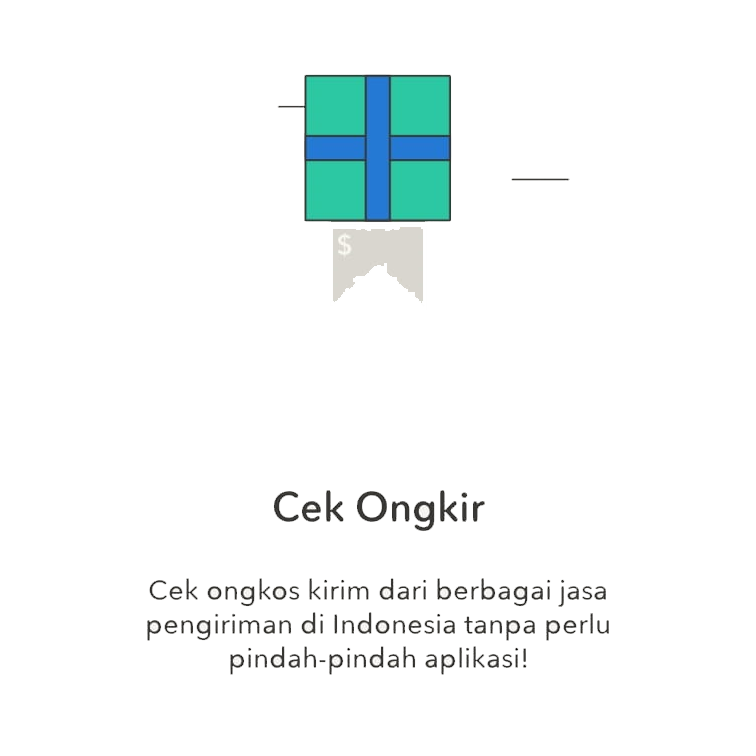 $
Cek Ongkir
Cek ongkos kirim dari berbagai jasa
pengiriman di Indonesia tanpa perlu
pindah-pindah aplikasi!